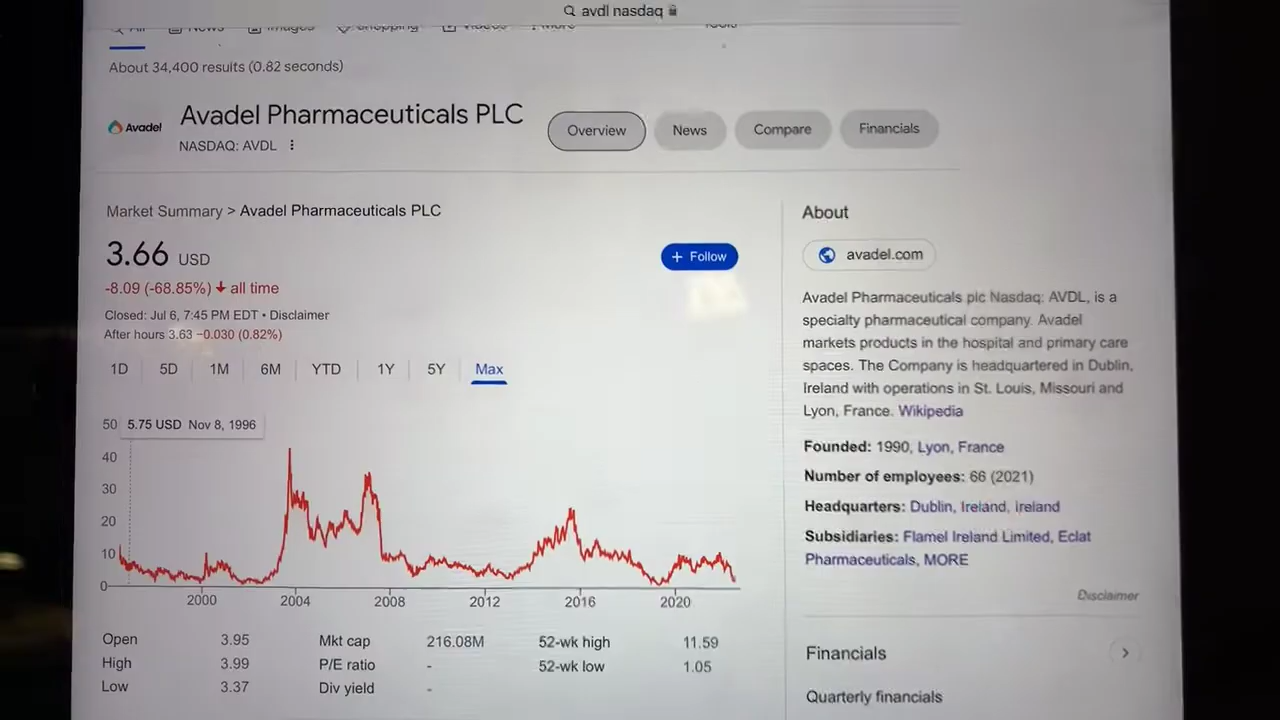 avdl nasdaq
All News Images Shopping Videos More Tools
About 34,400 results (0.82 seconds)
Avadel
Avadel Pharmaceuticals PLC
NASDAQ: AVDL
Overview
News
Compare
Financials
Market Summary > Avadel Pharmaceuticals PLC
3.66 USD
+ Follow
-8.09 (-68.85%) all time
Closed: Jul 6, 7:45 PM EDT • Disclaimer
After hours 3.63 −0.030 (0.82%)
1D 5D 1M 6M YTD 1Y 5Y Max
5.75 USD Nov 8, 1996
50
40
30
20
10
0
2000 2004 2008 2012 2016 2020
Open 3.95 Mkt cap 216.08M 52-wk high 11.59
High 3.99 P/E ratio - 52-wk low 1.05
Low 3.37 Div yield -
About
avadel.com
Avadel Pharmaceuticals plc Nasdaq: AVDL, is a
specialty pharmaceutical company. Avadel
markets products in the hospital and primary care
spaces. The Company is headquartered in Dublin,
Ireland with operations in St. Louis, Missouri and
Lyon, France. Wikipedia
Founded: 1990, Lyon, France
Number of employees: 66 (2021)
Headquarters: Dublin, Ireland, ireland
Subsidiaries: Flamel Ireland Limited, Eclat
Pharmaceuticals, MORE
Disclaimer
Financials
Quarterly financials